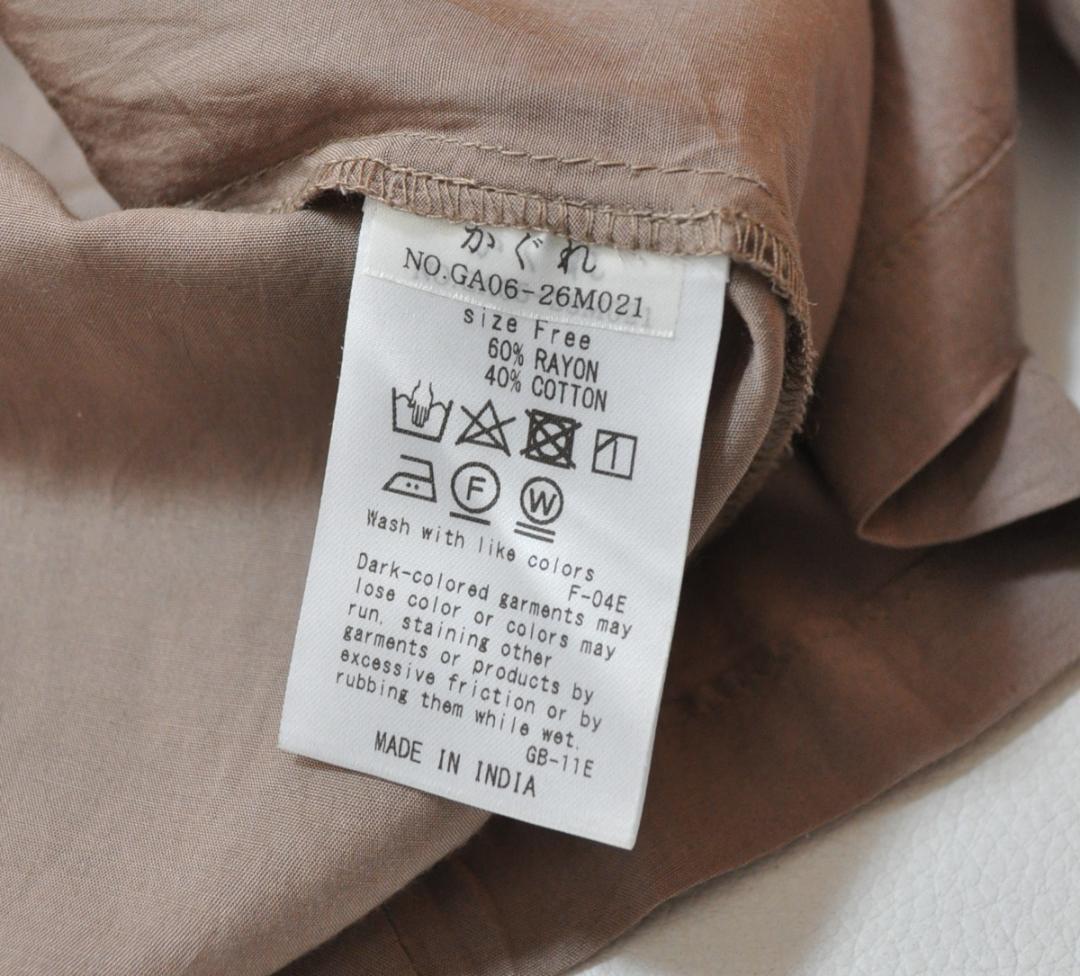 かぐれ
NO.GA06-26M021
size Free
60% RAYON
40% COTTON
F W
Wash with like colors
F-04E
Dark-colored garments may
lose color or colors may
run, staining other
garments or products by
excessive friction or by
rubbing them while wet.
GB-11E
MADE IN INDIA